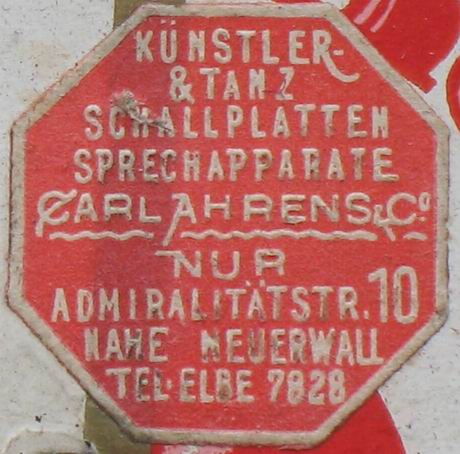 KÜNSTLER-
& TANZ
SCHALLPLATTEN
SPRECHAPPARATE
CARL AHRENS & Cº
NUR
ADMIRALITÄTSTR. 10
NAHE NEUERWALL
TEL. ELBE 7828